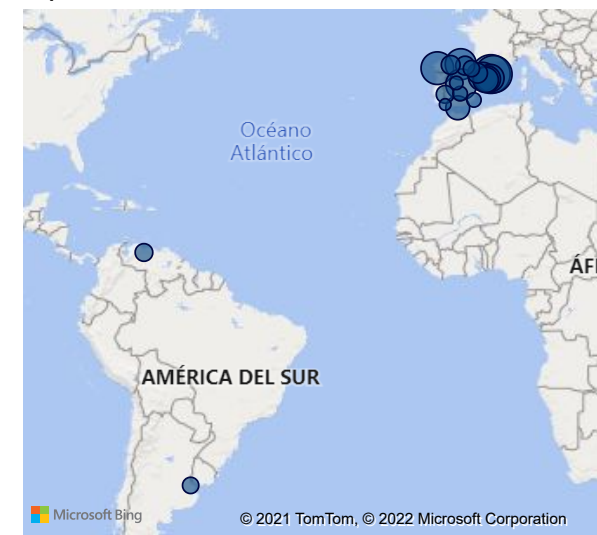 Océano
Atlántico
ÁFI
AMÉRICA DEL SUR
Microsoft Bing
© 2021 TomTom, © 2022 Microsoft Corporation